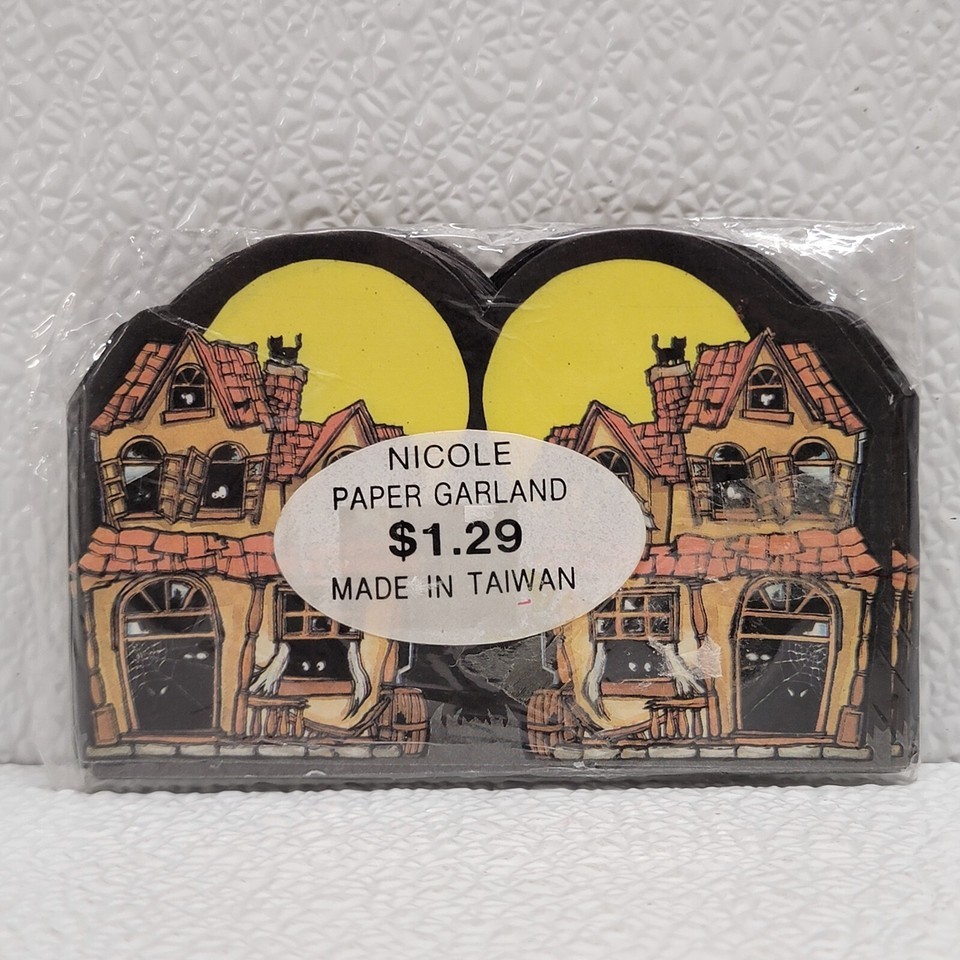 NICOLE
PAPER GARLAND
$1.29
MADE IN TAIWAN